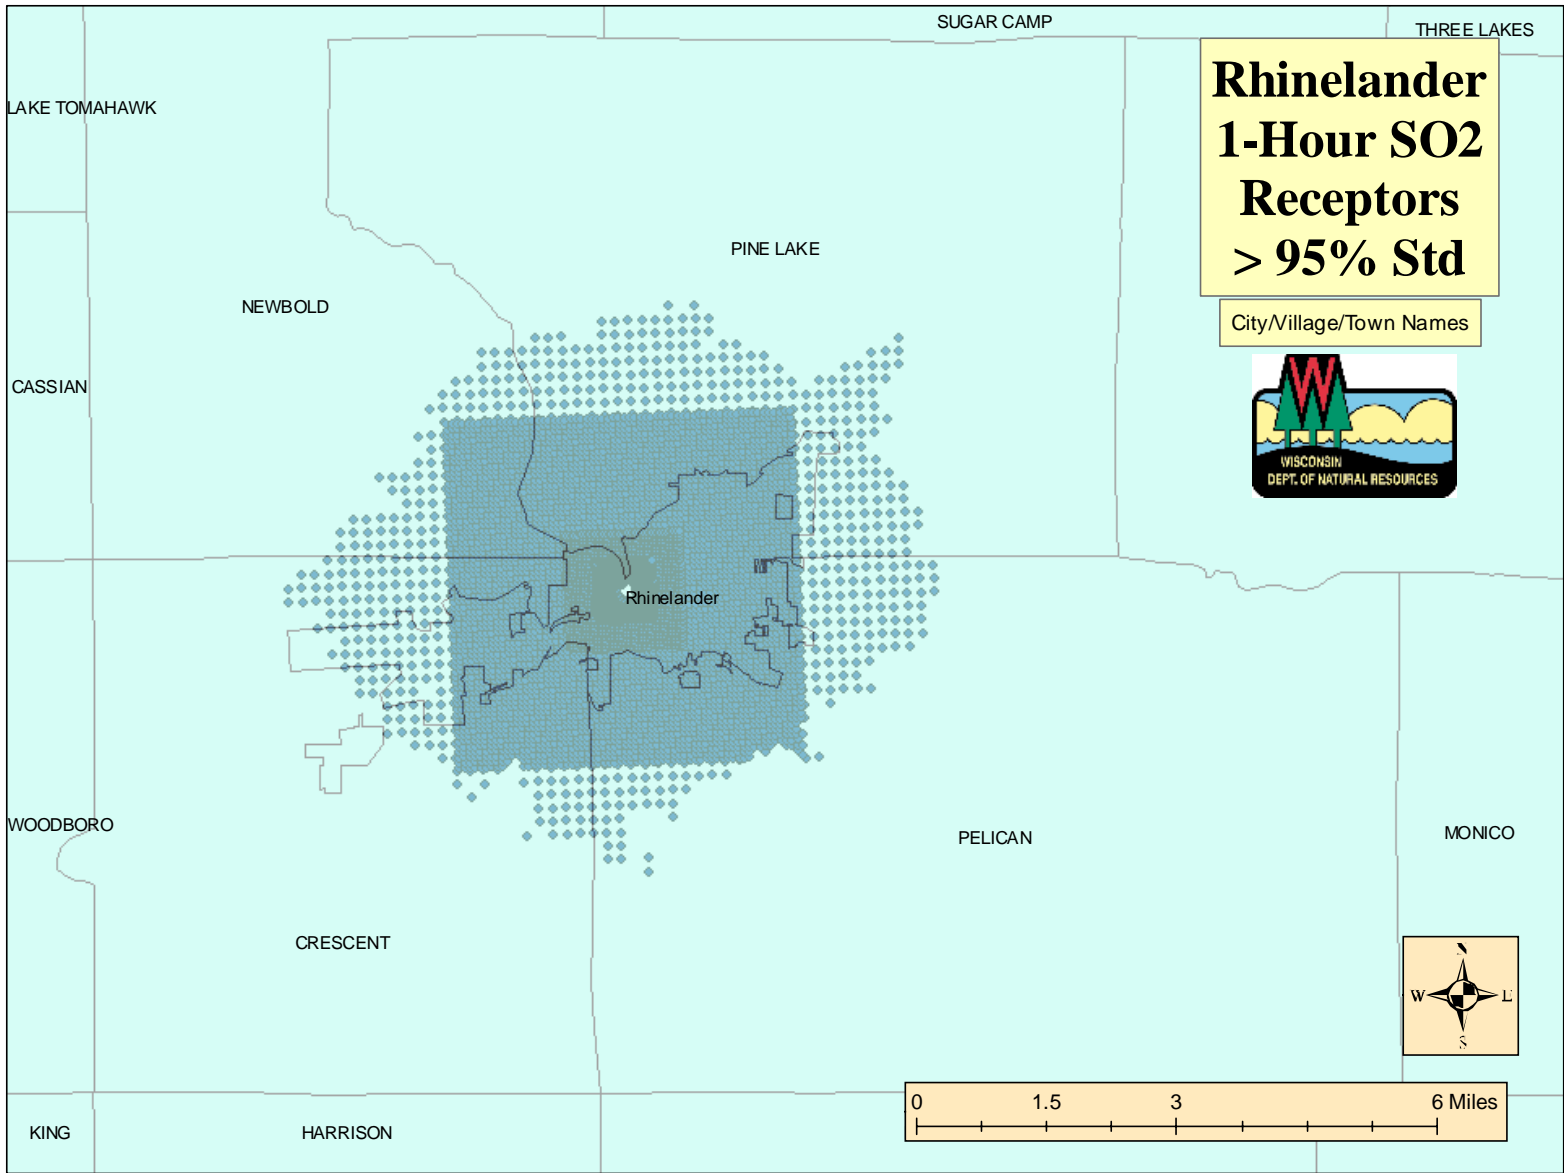 SUGAR CAMP
THREE LAKES
Rhinelander
1-Hour SO2
Receptors
> 95% Std
LAKE TOMAHAWK
PINE LAKE
NEWBOLD
City/Village/Town Names
CASSIAN
WISCONSIN
DEPT. OF NATURAL RESOURCES
Rhinelander
WOODBORO
PELICAN
MONICO
CRESCENT
N
W E
S
0 1.5 3 6 Miles
KING
HARRISON